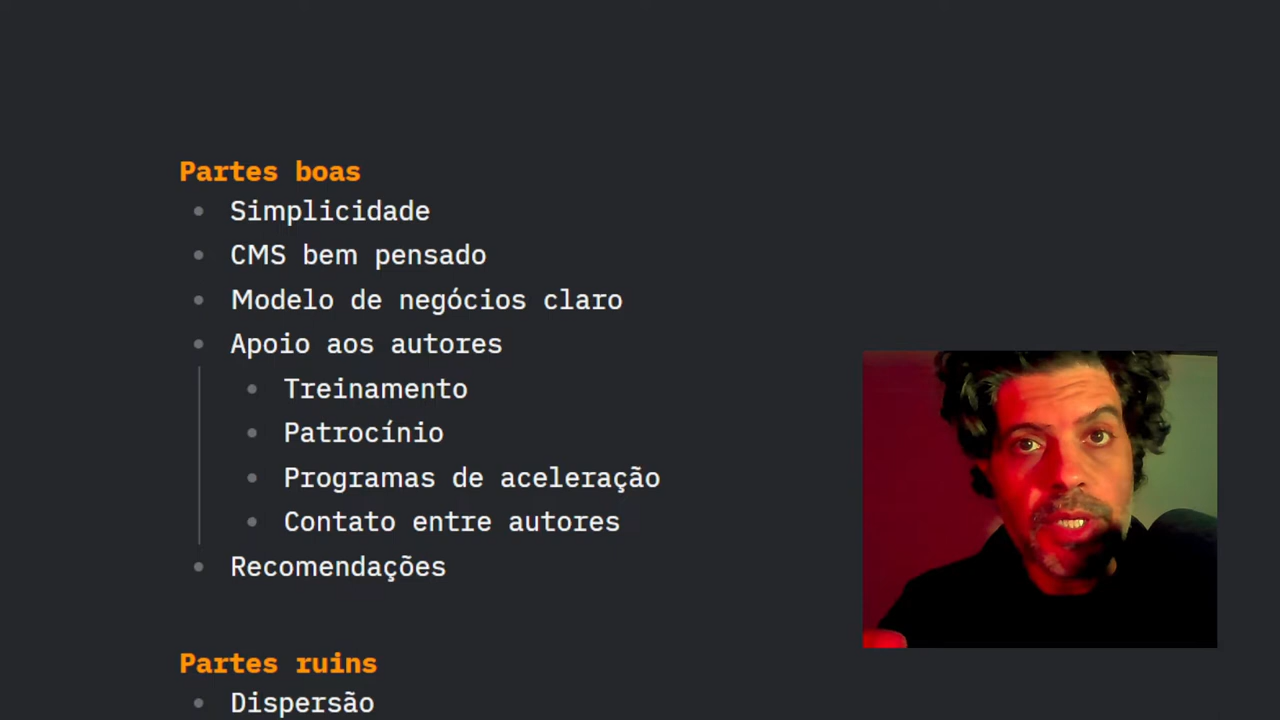 Partes boas
Simplicidade
CMS bem pensado
Modelo de negócios claro
Apoio aos autores
Treinamento
Patrocínio
Programas de aceleração
Contato entre autores
Recomendações
Partes ruins
Dispersão